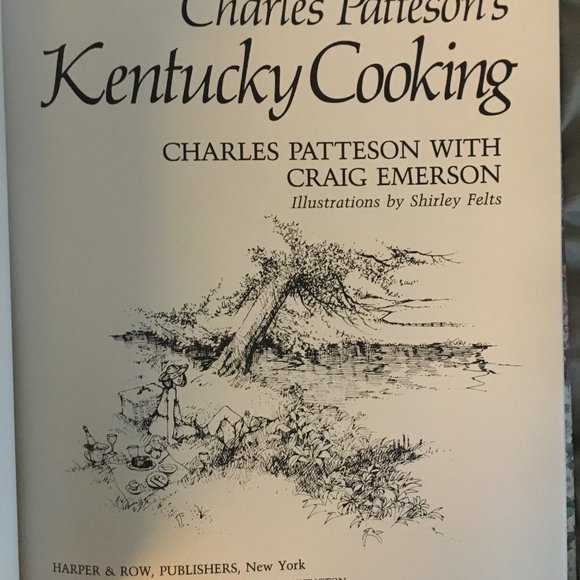 Charles Patteson's
Kentucky Cooking
CHARLES PATTESON WITH
CRAIG EMERSON
Illustrations by Shirley Felts
HARPER & ROW, PUBLISHERS, New York